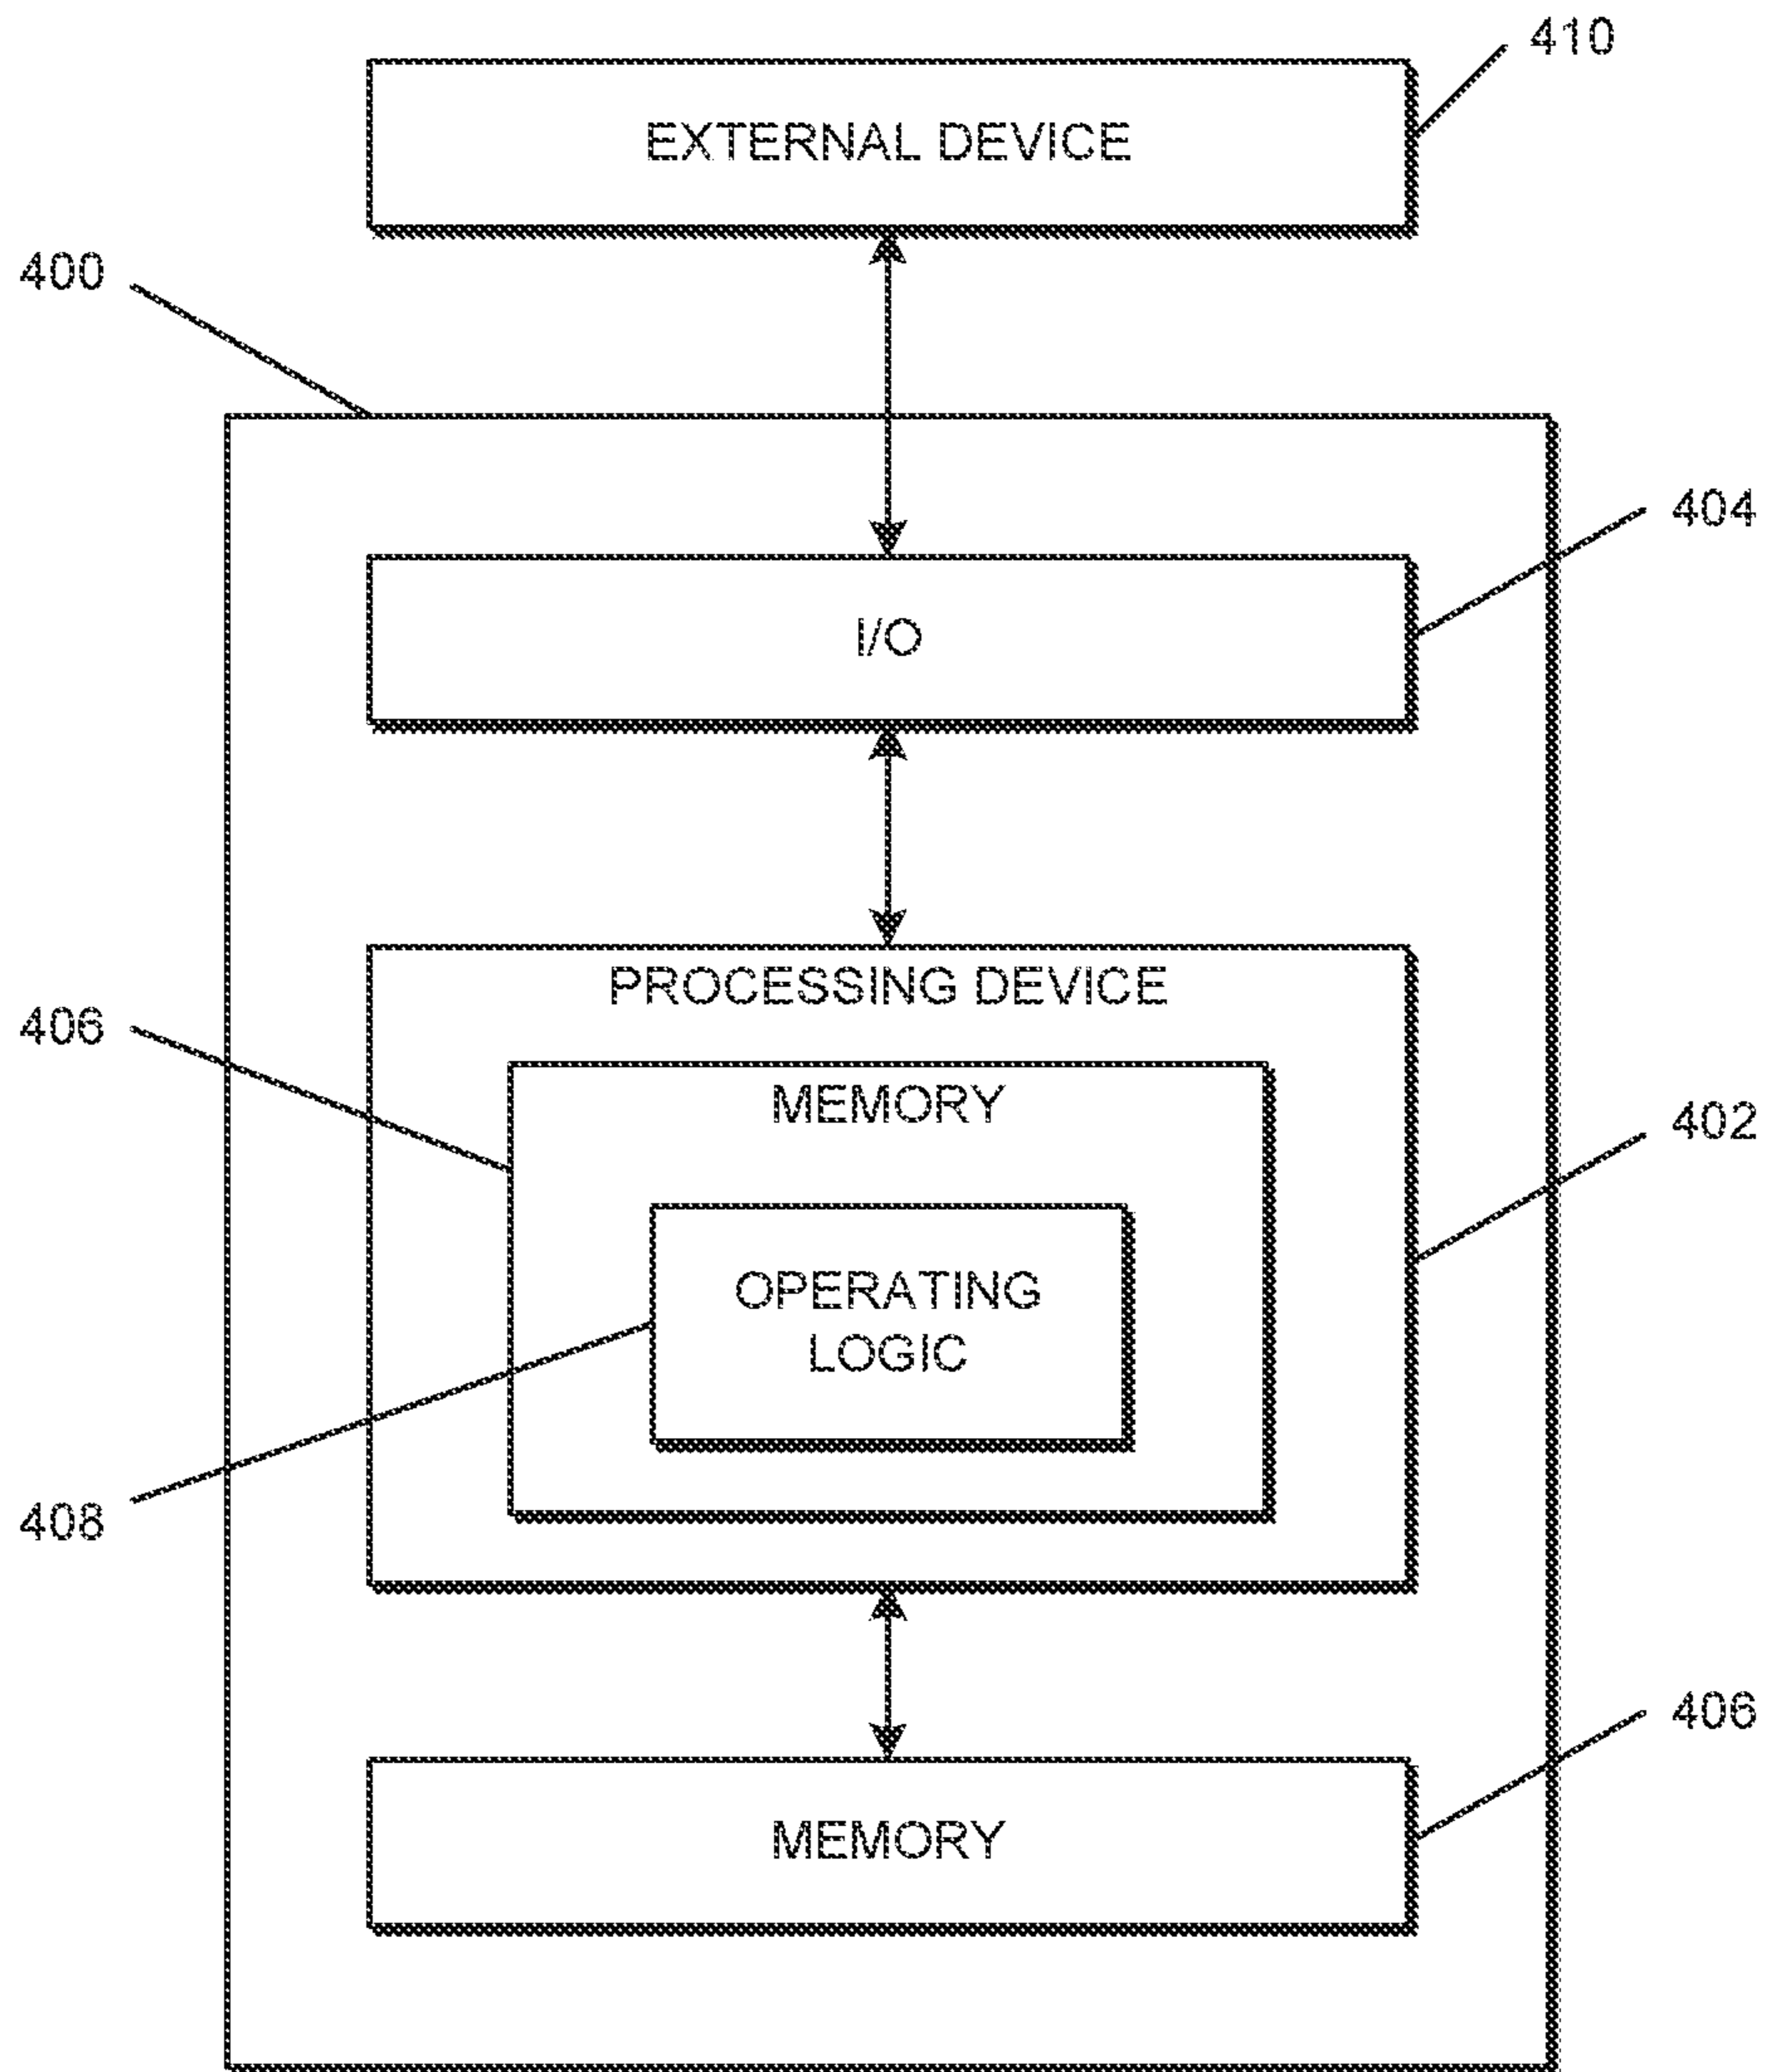 410
EXTERNAL DEVICE
400
404
I/O
PROCESSING DEVICE
406
MEMORY
402
OPERATING
LOGIC
408
406
MEMORY